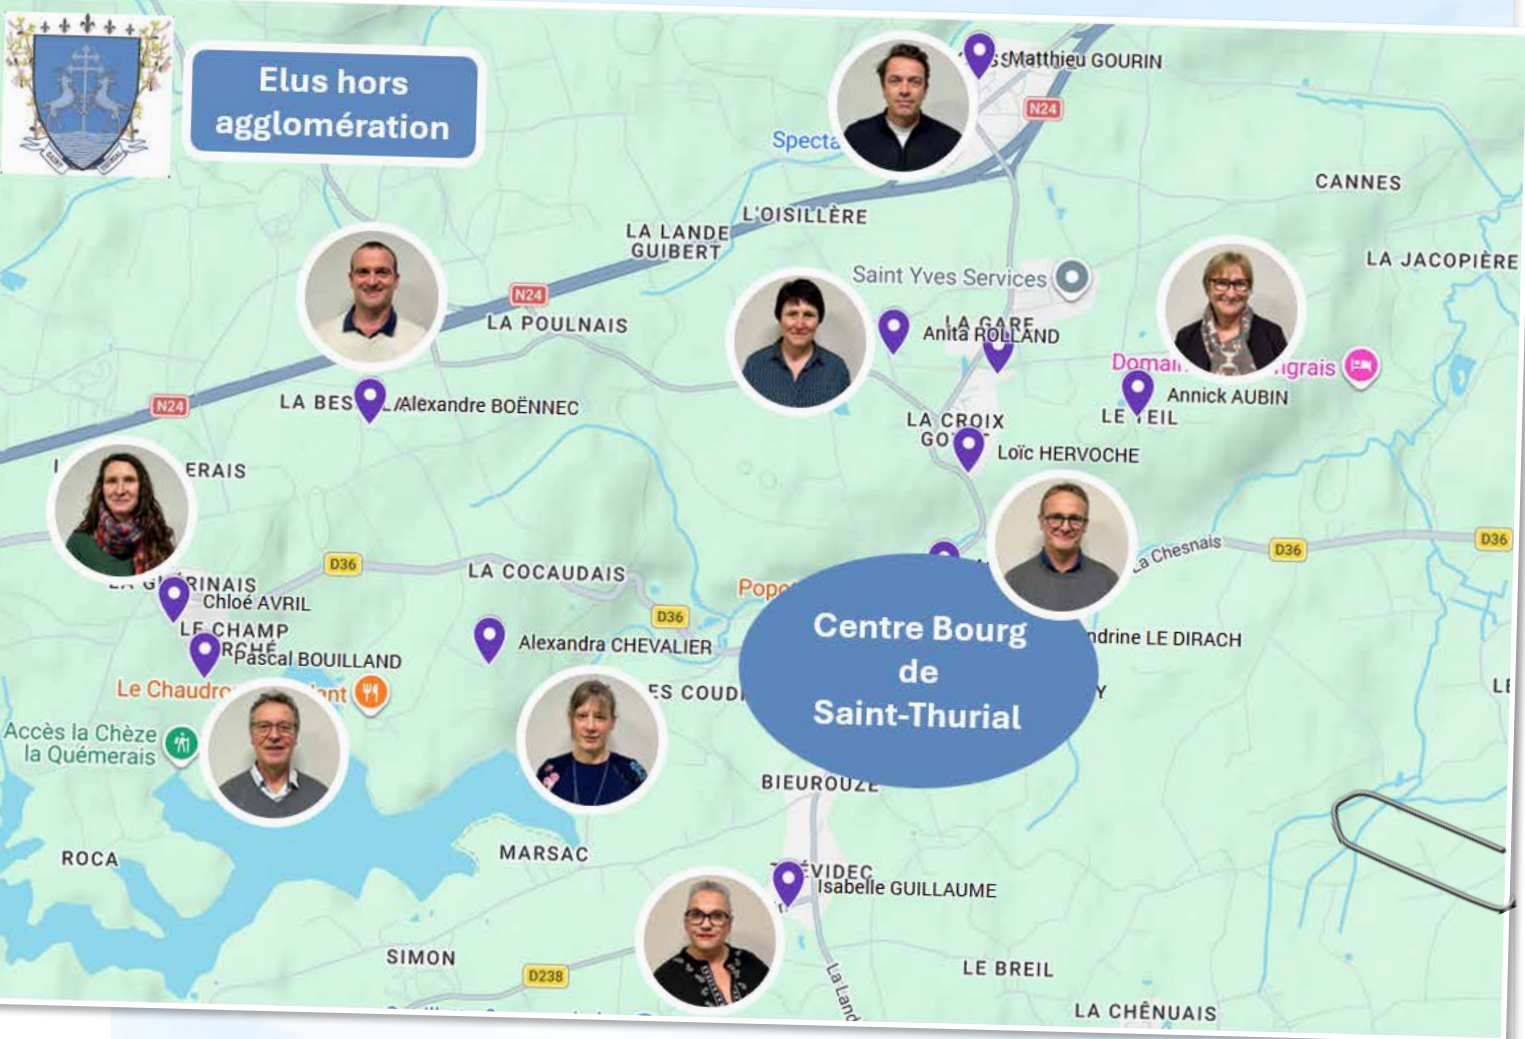 Elus hors
agglomération
SAINT
Matthieu GOURIN
N24
CANNES
L'OISILLÈRE
LA LANDE
GUIBERT
LA JACOPIÈRE
Saint Yves Services
N24
LA POULNAIS
LA GARE
Anita ROLLAND
Annick AUBIN
N24
Alexandre BOËNNEC
LA CROIX
Loïc HERVOCHE
D36
D36
La Chesnais
D36
LA COCAUDAIS
Chloé AVRIL
LE CHAMP
D36
Pascal BOUILLAND
Alexandra CHEVALIER
LE DIRACH
Centre Bourg
de
Saint-Thurial
Accès la Chèze
la Quémerais
BIEUROUZE
ROCA
MARSAC
Isabelle GUILLAUME
SIMON
D238
LE BREIL
LA CHÊNUAIS